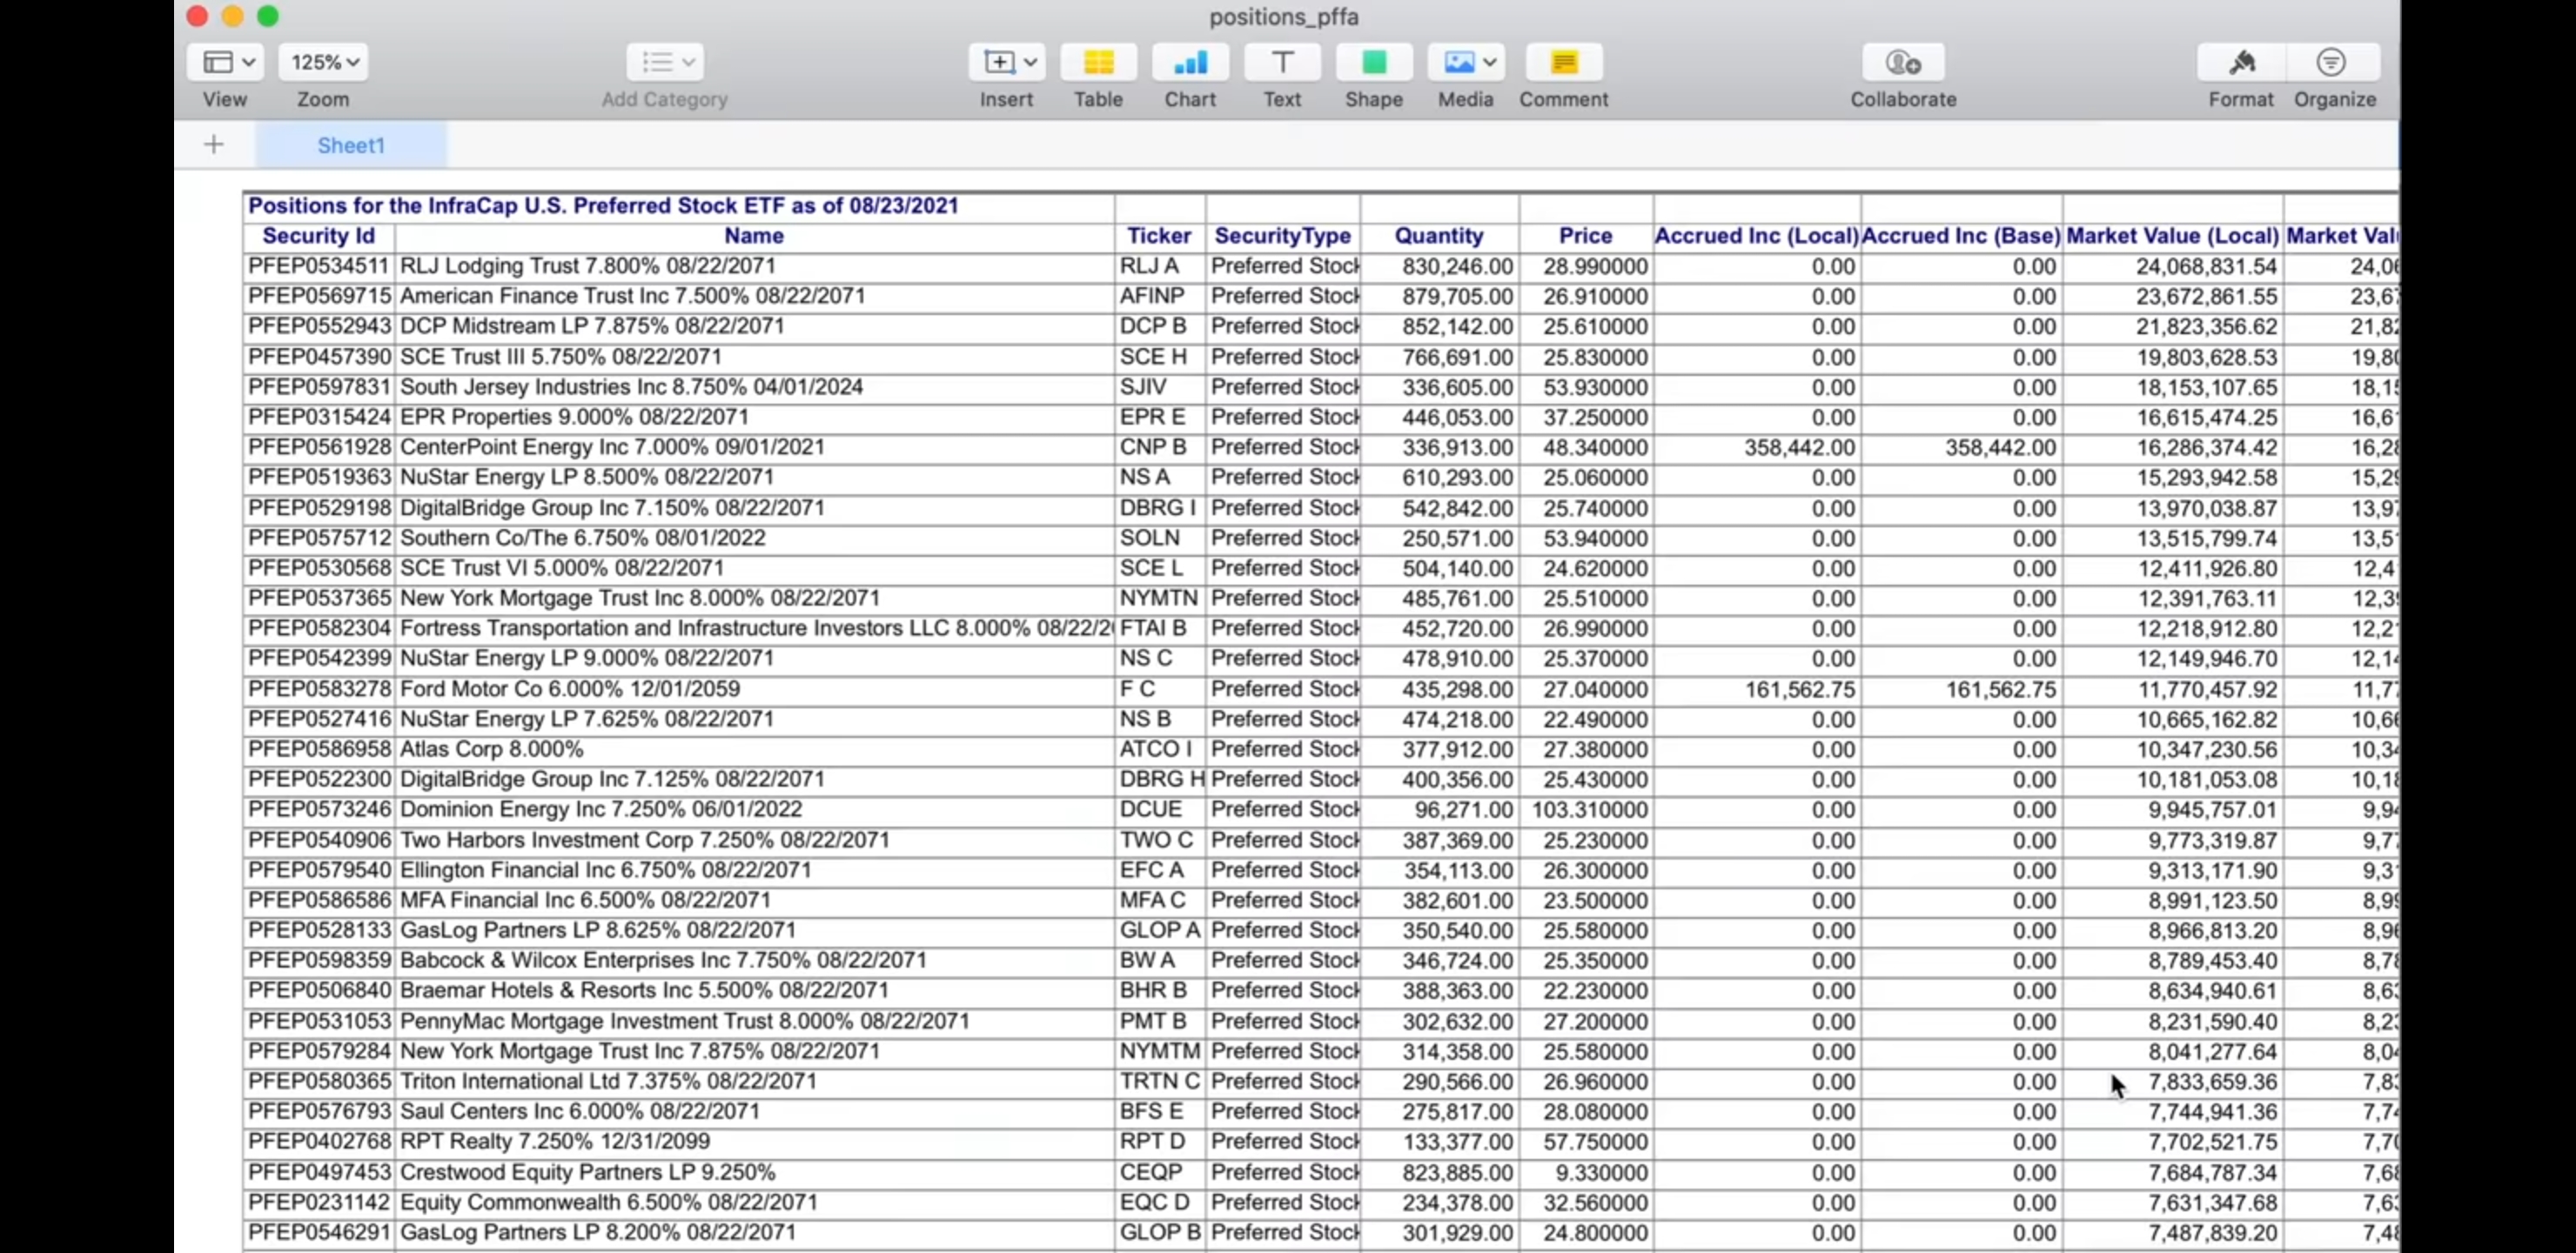 positions_pffa
125%
View Zoom Add Category Insert Table Chart Text Shape Media Comment Collaborate Format Organize
Sheet1
Positions for the InfraCap U.S. Preferred Stock ETF as of 08/23/2021
Security Id Name Ticker SecurityType Quantity Price Accrued Inc (Local) Accrued Inc (Base) Market Value (Local) Market Val
PFEP0534511 RLJ Lodging Trust 7.800% 08/22/2071 RLJ A Preferred Stock 830,246.00 28.990000 0.00 0.00 24,068,831.54 24,06
PFEP0569715 American Finance Trust Inc 7.500% 08/22/2071 AFINP Preferred Stock 879,705.00 26.910000 0.00 0.00 23,672,861.55 23,67
PFEP0552943 DCP Midstream LP 7.875% 08/22/2071 DCP B Preferred Stock 852,142.00 25.610000 0.00 0.00 21,823,356.62 21,82
PFEP0457390 SCE Trust III 5.750% 08/22/2071 SCE H Preferred Stock 766,691.00 25.830000 0.00 0.00 19,803,628.53 19,80
PFEP0597831 South Jersey Industries Inc 8.750% 04/01/2024 SJIV Preferred Stock 336,605.00 53.930000 0.00 0.00 18,153,107.65 18,15
PFEP0315424 EPR Properties 9.000% 08/22/2071 EPR E Preferred Stock 446,053.00 37.250000 0.00 0.00 16,615,474.25 16,61
PFEP0561928 CenterPoint Energy Inc 7.000% 09/01/2021 CNP B Preferred Stock 336,913.00 48.340000 358,442.00 358,442.00 16,286,374.42 16,28
PFEP0519363 NuStar Energy LP 8.500% 08/22/2071 NS A Preferred Stock 610,293.00 25.060000 0.00 0.00 15,293,942.58 15,29
PFEP0529198 DigitalBridge Group Inc 7.150% 08/22/2071 DBRG I Preferred Stock 542,842.00 25.740000 0.00 0.00 13,970,038.87 13,97
PFEP0575712 Southern Co/The 6.750% 08/01/2022 SOLN Preferred Stock 250,571.00 53.940000 0.00 0.00 13,515,799.74 13,51
PFEP0530568 SCE Trust VI 5.000% 08/22/2071 SCE L Preferred Stock 504,140.00 24.620000 0.00 0.00 12,411,926.80 12,41
PFEP0537365 New York Mortgage Trust Inc 8.000% 08/22/2071 NYMTN Preferred Stock 485,761.00 25.510000 0.00 0.00 12,391,763.11 12,39
PFEP0582304 Fortress Transportation and Infrastructure Investors LLC 8.000% 08/22/20 FTAI B Preferred Stock 452,720.00 26.990000 0.00 0.00 12,218,912.80 12,21
PFEP0542399 NuStar Energy LP 9.000% 08/22/2071 NS C Preferred Stock 478,910.00 25.370000 0.00 0.00 12,149,946.70 12,14
PFEP0583278 Ford Motor Co 6.000% 12/01/2059 F C Preferred Stock 435,298.00 27.040000 161,562.75 161,562.75 11,770,457.92 11,77
PFEP0527416 NuStar Energy LP 7.625% 08/22/2071 NS B Preferred Stock 474,218.00 22.490000 0.00 0.00 10,665,162.82 10,66
PFEP0586958 Atlas Corp 8.000% ATCO I Preferred Stock 377,912.00 27.380000 0.00 0.00 10,347,230.56 10,34
PFEP0522300 DigitalBridge Group Inc 7.125% 08/22/2071 DBRG H Preferred Stock 400,356.00 25.430000 0.00 0.00 10,181,053.08 10,18
PFEP0573246 Dominion Energy Inc 7.250% 06/01/2022 DCUE Preferred Stock 96,271.00 103.310000 0.00 0.00 9,945,757.01 9,94
PFEP0540906 Two Harbors Investment Corp 7.250% 08/22/2071 TWO C Preferred Stock 387,369.00 25.230000 0.00 0.00 9,773,319.87 9,77
PFEP0579540 Ellington Financial Inc 6.750% 08/22/2071 EFC A Preferred Stock 354,113.00 26.300000 0.00 0.00 9,313,171.90 9,31
PFEP0586586 MFA Financial Inc 6.500% 08/22/2071 MFA C Preferred Stock 382,601.00 23.500000 0.00 0.00 8,991,123.50 8,99
PFEP0528133 GasLog Partners LP 8.625% 08/22/2071 GLOP A Preferred Stock 350,540.00 25.580000 0.00 0.00 8,966,813.20 8,96
PFEP0598359 Babcock & Wilcox Enterprises Inc 7.750% 08/22/2071 BW A Preferred Stock 346,724.00 25.350000 0.00 0.00 8,789,453.40 8,78
PFEP0506840 Braemar Hotels & Resorts Inc 5.500% 08/22/2071 BHR B Preferred Stock 388,363.00 22.230000 0.00 0.00 8,634,940.61 8,63
PFEP0531053 PennyMac Mortgage Investment Trust 8.000% 08/22/2071 PMT B Preferred Stock 302,632.00 27.200000 0.00 0.00 8,231,590.40 8,23
PFEP0579284 New York Mortgage Trust Inc 7.875% 08/22/2071 NYMTM Preferred Stock 314,358.00 25.580000 0.00 0.00 8,041,277.64 8,04
PFEP0580365 Triton International Ltd 7.375% 08/22/2071 TRTN C Preferred Stock 290,566.00 26.960000 0.00 0.00 7,833,659.36 7,83
PFEP0576793 Saul Centers Inc 6.000% 08/22/2071 BFS E Preferred Stock 275,817.00 28.080000 0.00 0.00 7,744,941.36 7,74
PFEP0402768 RPT Realty 7.250% 12/31/2099 RPT D Preferred Stock 133,377.00 57.750000 0.00 0.00 7,702,521.75 7,70
PFEP0497453 Crestwood Equity Partners LP 9.250% CEQP Preferred Stock 823,885.00 9.330000 0.00 0.00 7,684,787.34 7,68
PFEP0231142 Equity Commonwealth 6.500% 08/22/2071 EQC D Preferred Stock 234,378.00 32.560000 0.00 0.00 7,631,347.68 7,63
PFEP0546291 GasLog Partners LP 8.200% 08/22/2071 GLOP B Preferred Stock 301,929.00 24.800000 0.00 0.00 7,487,839.20 7,48